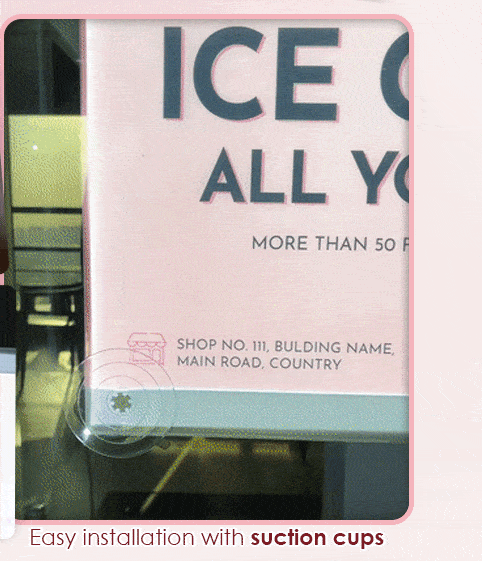 ICE
ALL
MORE THAN 50
SHOP NO. 111, BULDING NAME,
MAIN ROAD, COUNTRY
Easy installation with suction cups